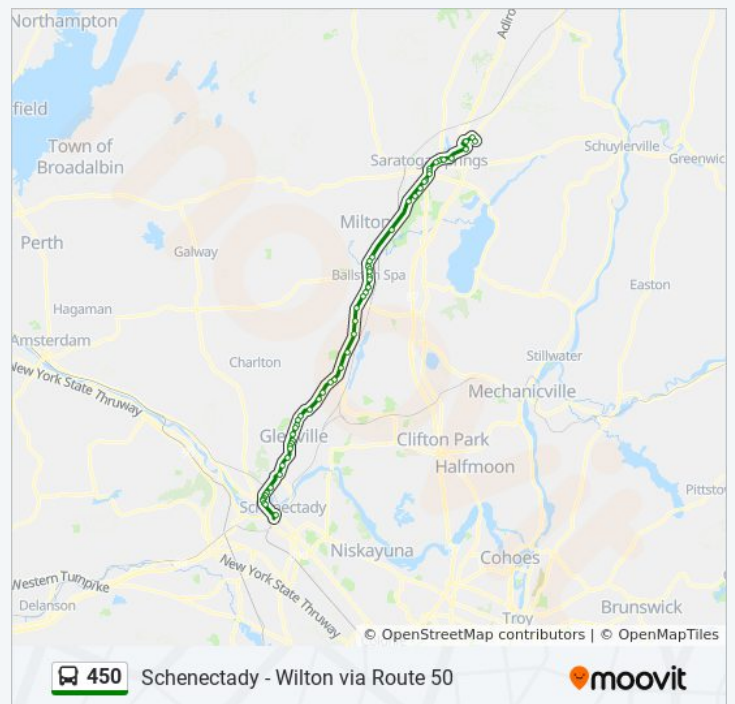 Northampton
Adiro
field
Town of
Broadalbin
Schuylerville
Greenwic
Saratoga Springs
Perth
Milton
Galway
Ballston Spa
Easton
Hagaman
Amsterdam
Stillwater
Charlton
New York State Thruway
Mechanicville
Glenville
Clifton Park
Halfmoon
Schenectady
Pittsto
Niskayuna
Cohoes
Western Turnpike
New York State Thruway
Delanson
Brunswick
Troy
© OpenStreetMap contributors | © OpenMapTiles
450 Schenectady - Wilton via Route 50
moovit